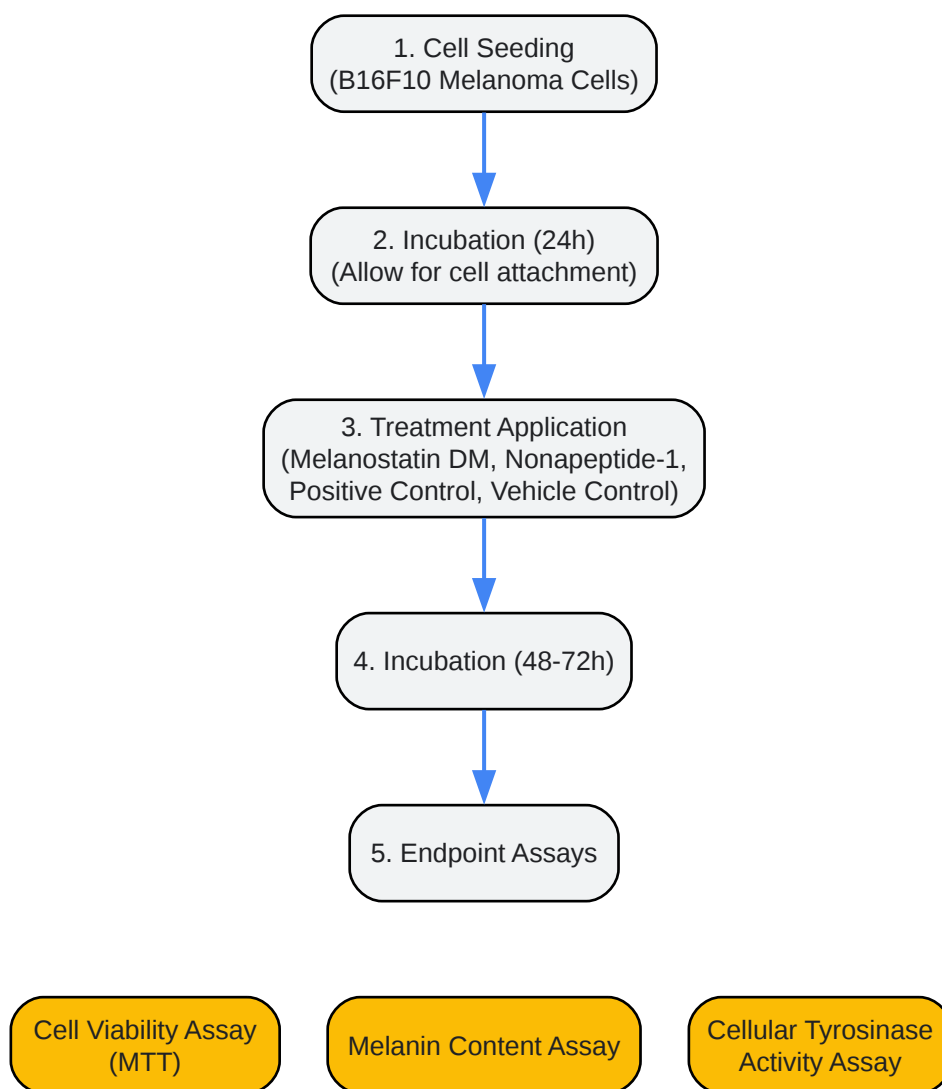 1. Cell Seeding
(B16F10 Melanoma Cells)
2. Incubation (24h)
(Allow for cell attachment)
3. Treatment Application
(Melanostatin DM, Nonapeptide-1,
Positive Control, Vehicle Control)
4. Incubation (48-72h)
5. Endpoint Assays
Cell Viability Assay
(MTT)
Melanin Content Assay
Cellular Tyrosinase
Activity Assay